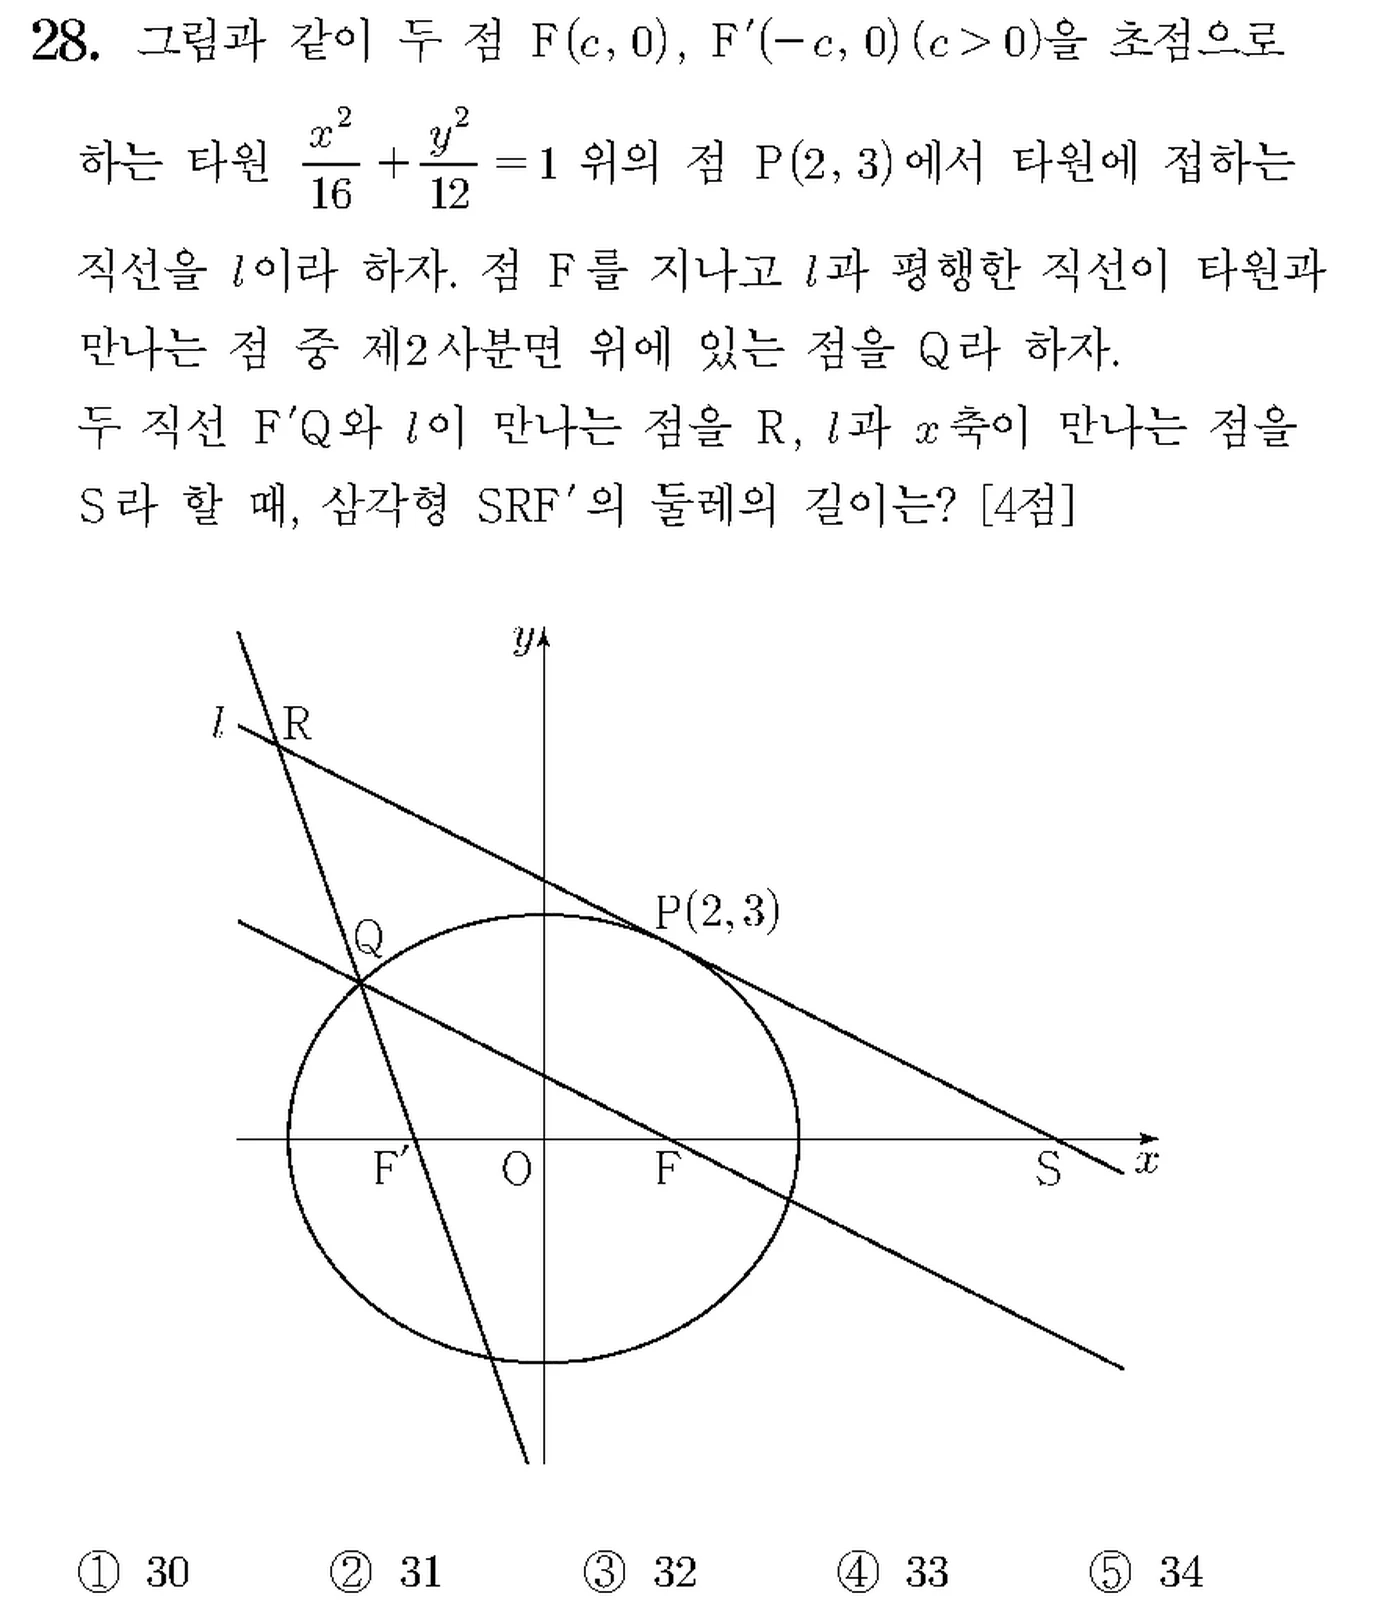 28. 그림과 같이 두 점 F(c, 0), F′(−c, 0) (c > 0)을 초점으로
하는 타원 x²/16 + y²/12 = 1 위의 점 P(2, 3)에서 타원에 접하는
직선을 l이라 하자. 점 F를 지나고 l과 평행한 직선이 타원과
만나는 점 중 제2사분면 위에 있는 점을 Q라 하자.
두 직선 F′Q와 l이 만나는 점을 R, l과 x축이 만나는 점을
S라 할 때, 삼각형 SRF′의 둘레의 길이는? [4점]
y
l R
P(2, 3)
Q
F′ O F S x
① 30 ② 31 ③ 32 ④ 33 ⑤ 34